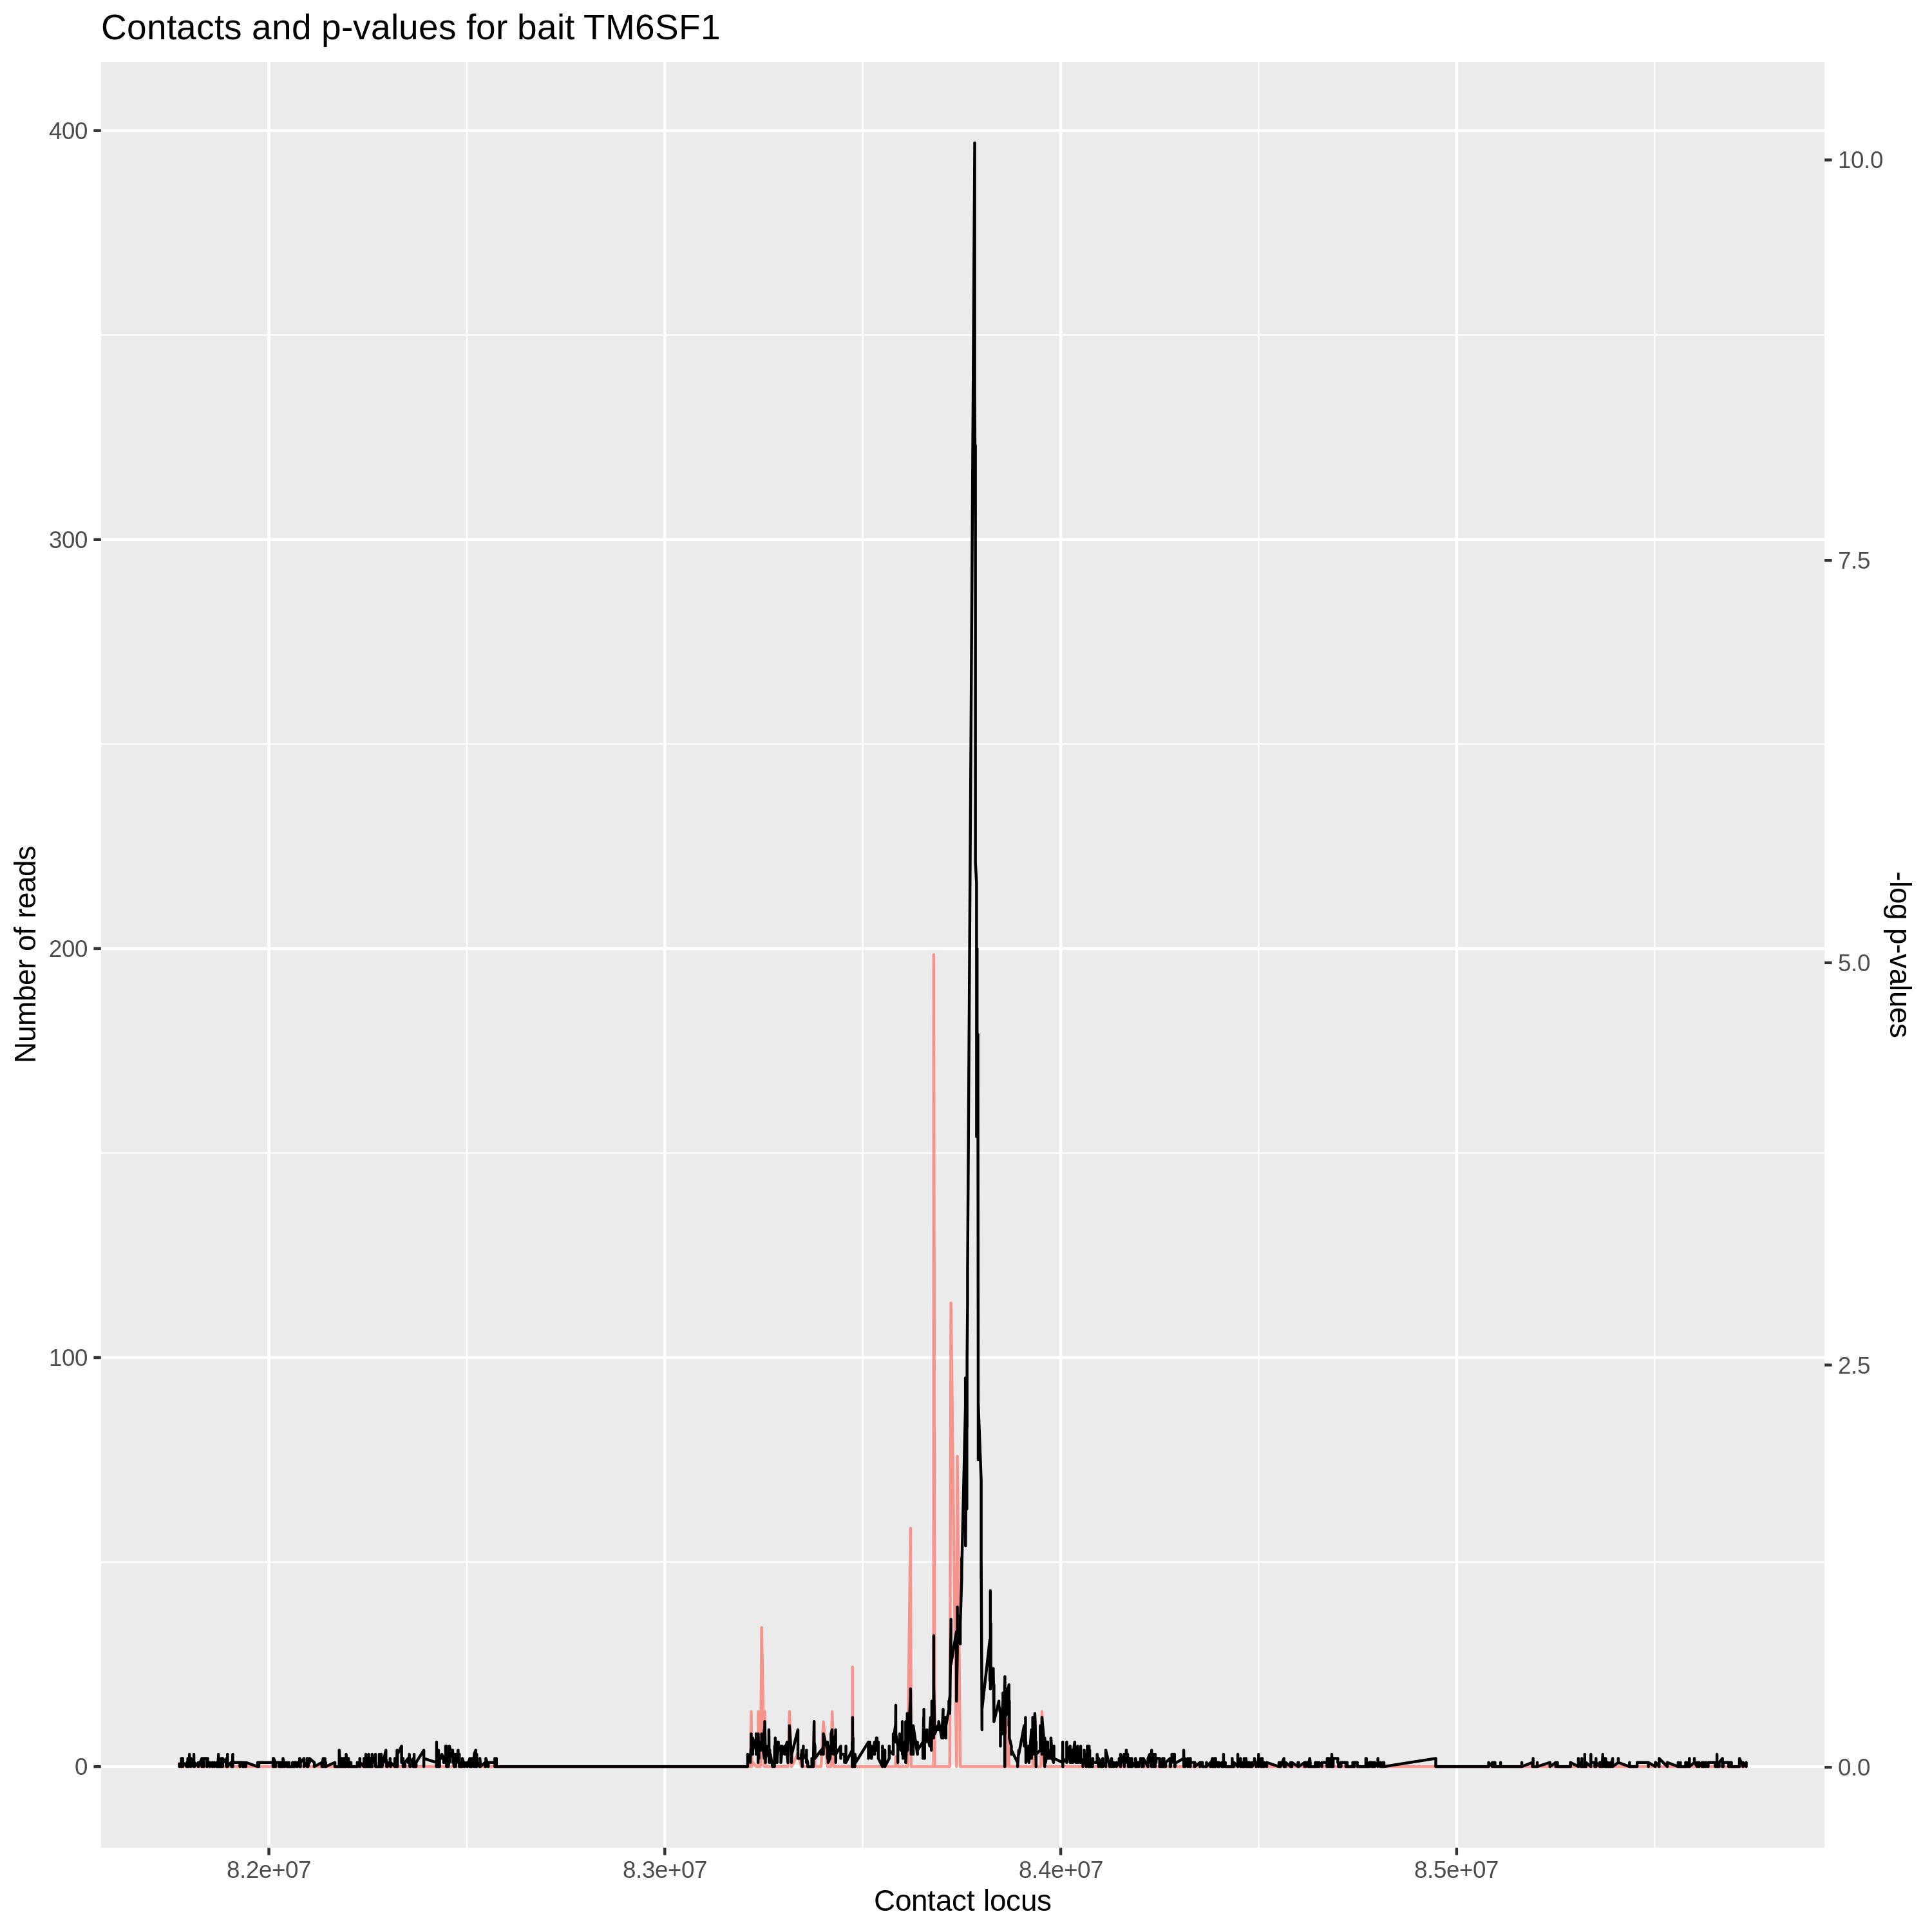 Contacts and p-values for bait TM6SF1
400
300
200
100
0
Number of reads
10.0
7.5
5.0
2.5
0.0
-log p-values
8.2e+07
8.3e+07
8.4e+07
8.5e+07
Contact locus